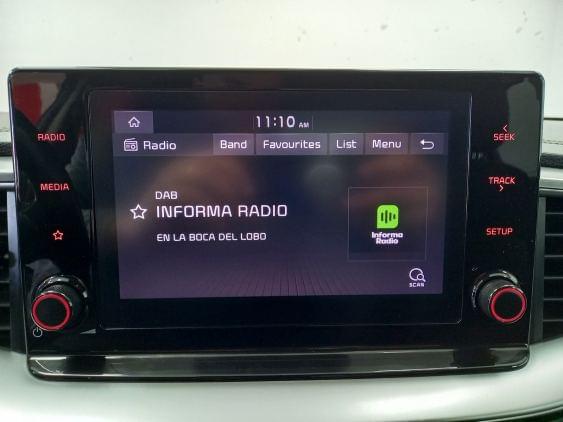 11:10 AM
RADIO
Radio
Band
Favourites
List
Menu
SEEK
MEDIA
DAB
INFORMA RADIO
EN LA BOCA DEL LOBO
Informa
Radio
TRACK
SETUP
SCAN